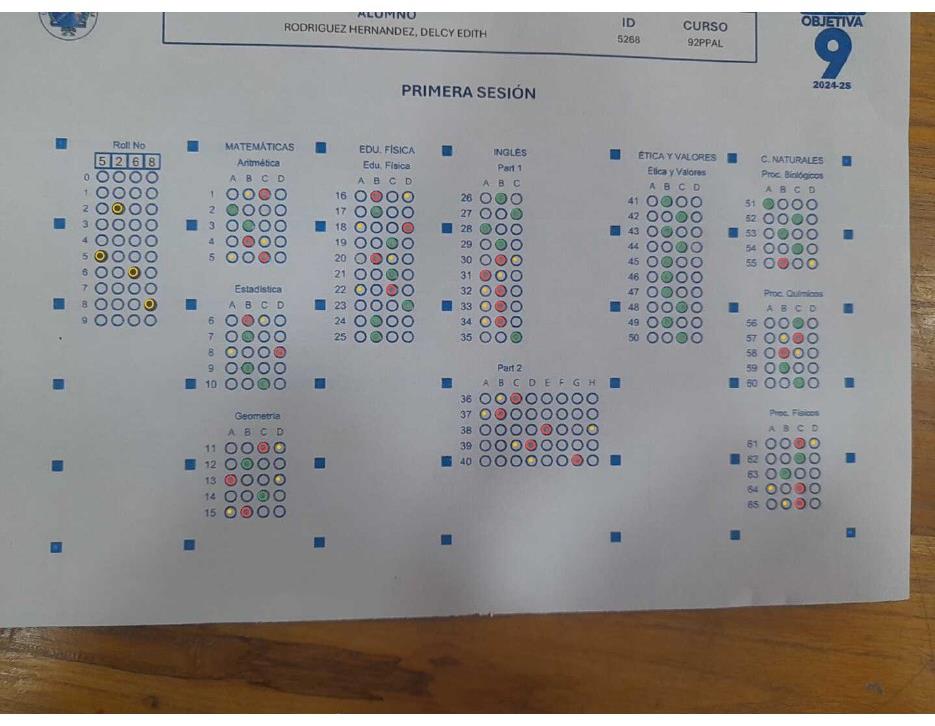 ALUMNO
RODRIGUEZ HERNANDEZ, DELCY EDITH
ID
5268
CURSO
92PPAL
OBJETIVA
9
2024-2S
PRIMERA SESIÓN
Roll No
5 2 6 8
0
1
2
3
4
5
6
7
8
9
MATEMÁTICAS
Aritmética
A B C D
1
2
3
4
5
Estadística
A B C D
6
7
8
9
10
Geometría
A B C D
11
12
13
14
15
EDU. FÍSICA
Edu. Física
A B C D
16
17
18
19
20
21
22
23
24
25
INGLÉS
Part 1
A B C
26
27
28
29
30
31
32
33
34
35
Part 2
A B C D E F G H
36
37
38
39
40
ÉTICA Y VALORES
Etica y Valores
A B C D
41
42
43
44
45
46
47
48
49
50
C. NATURALES
Proc. Biológicos
A B C D
51
52
53
54
55
Proc. Químicos
A B C D
56
57
58
59
60
Proc. Físicos
A B C D
61
62
63
64
65